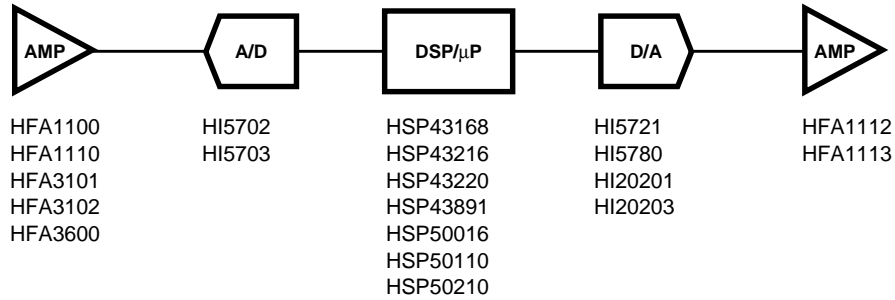 AMP
A/D
DSP/μP
D/A
AMP
HFA1100
HFA1110
HFA3101
HFA3102
HFA3600
HI5702
HI5703
HSP43168
HSP43216
HSP43220
HSP43891
HSP50016
HSP50110
HSP50210
HI5721
HI5780
HI20201
HI20203
HFA1112
HFA1113